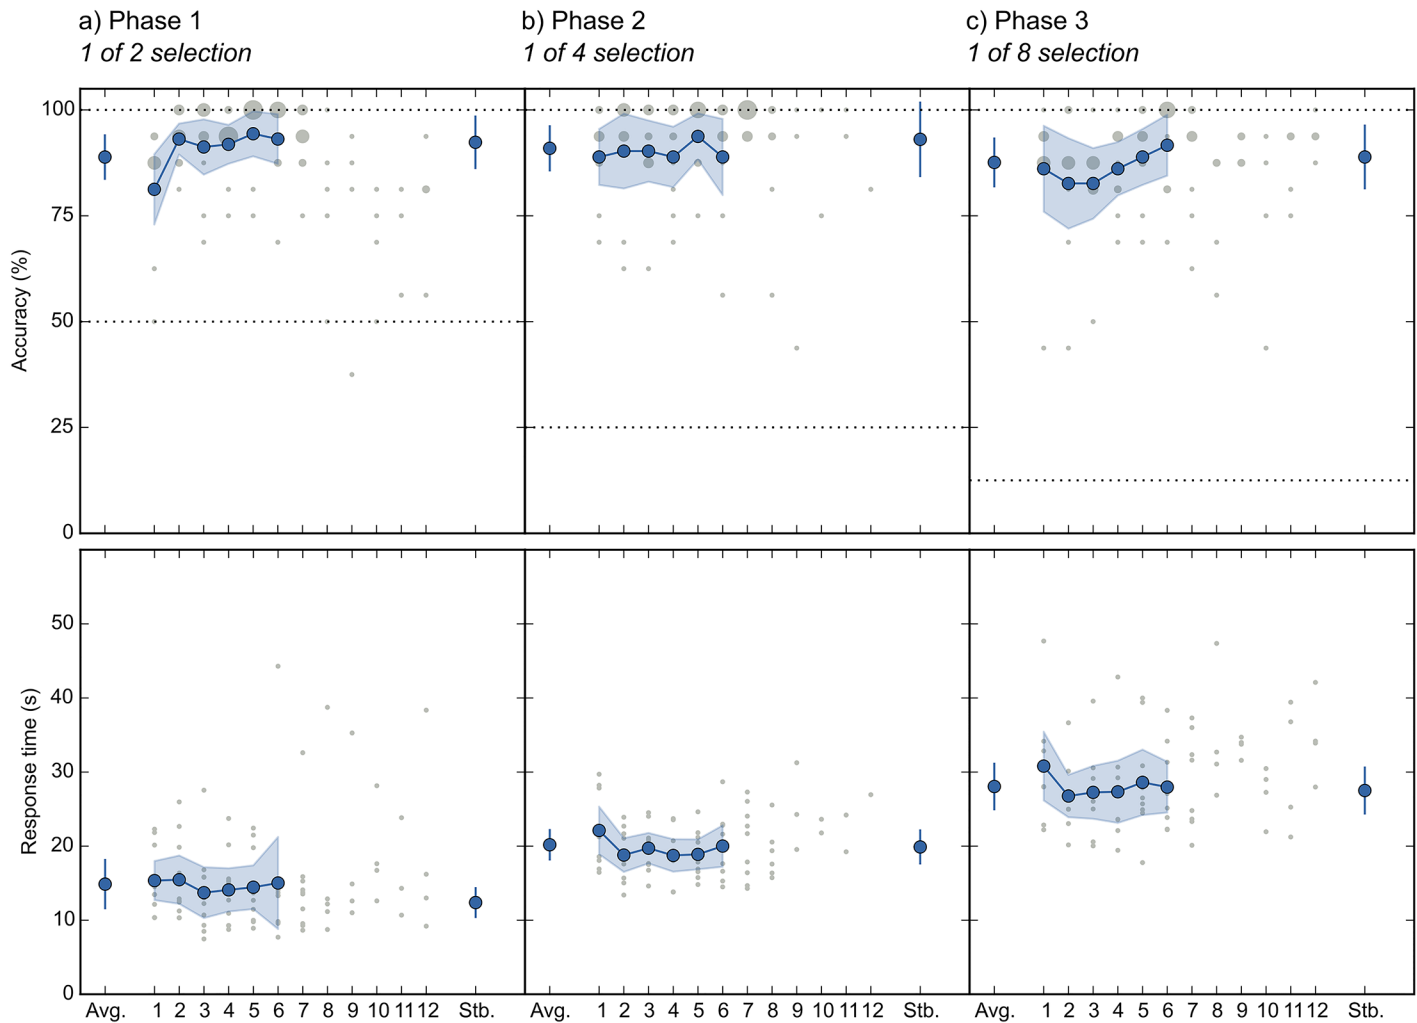 a) Phase 1
1 of 2 selection
b) Phase 2
1 of 4 selection
c) Phase 3
1 of 8 selection
Accuracy (%)
100
75
50
25
0
Response time (s)
50
40
30
20
10
0
Avg. 1 2 3 4 5 6 7 8 9 10 11 12 Stb.
Avg. 1 2 3 4 5 6 7 8 9 10 11 12 Stb.
Avg. 1 2 3 4 5 6 7 8 9 10 11 12 Stb.